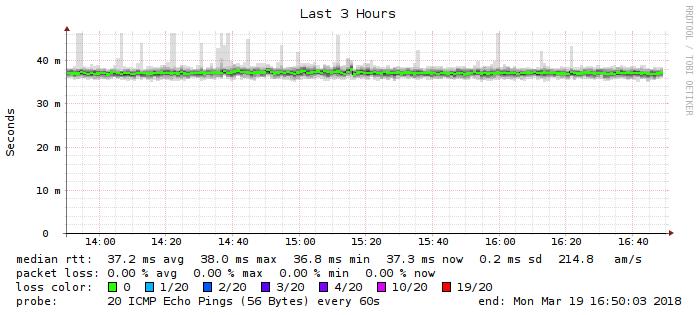 Last 3 Hours
RRDTOOL / TOBI OETIKER
Seconds
40 m
30 m
20 m
10 m
0
14:00 14:20 14:40 15:00 15:20 15:40 16:00 16:20 16:40
median rtt: 37.2 ms avg 38.0 ms max 36.8 ms min 37.3 ms now 0.2 ms sd 214.8 am/s
packet loss: 0.00 % avg 0.00 % max 0.00 % min 0.00 % now
loss color: 0 1/20 2/20 3/20 4/20 10/20 19/20
probe: 20 ICMP Echo Pings (56 Bytes) every 60s end: Mon Mar 19 16:50:03 2018